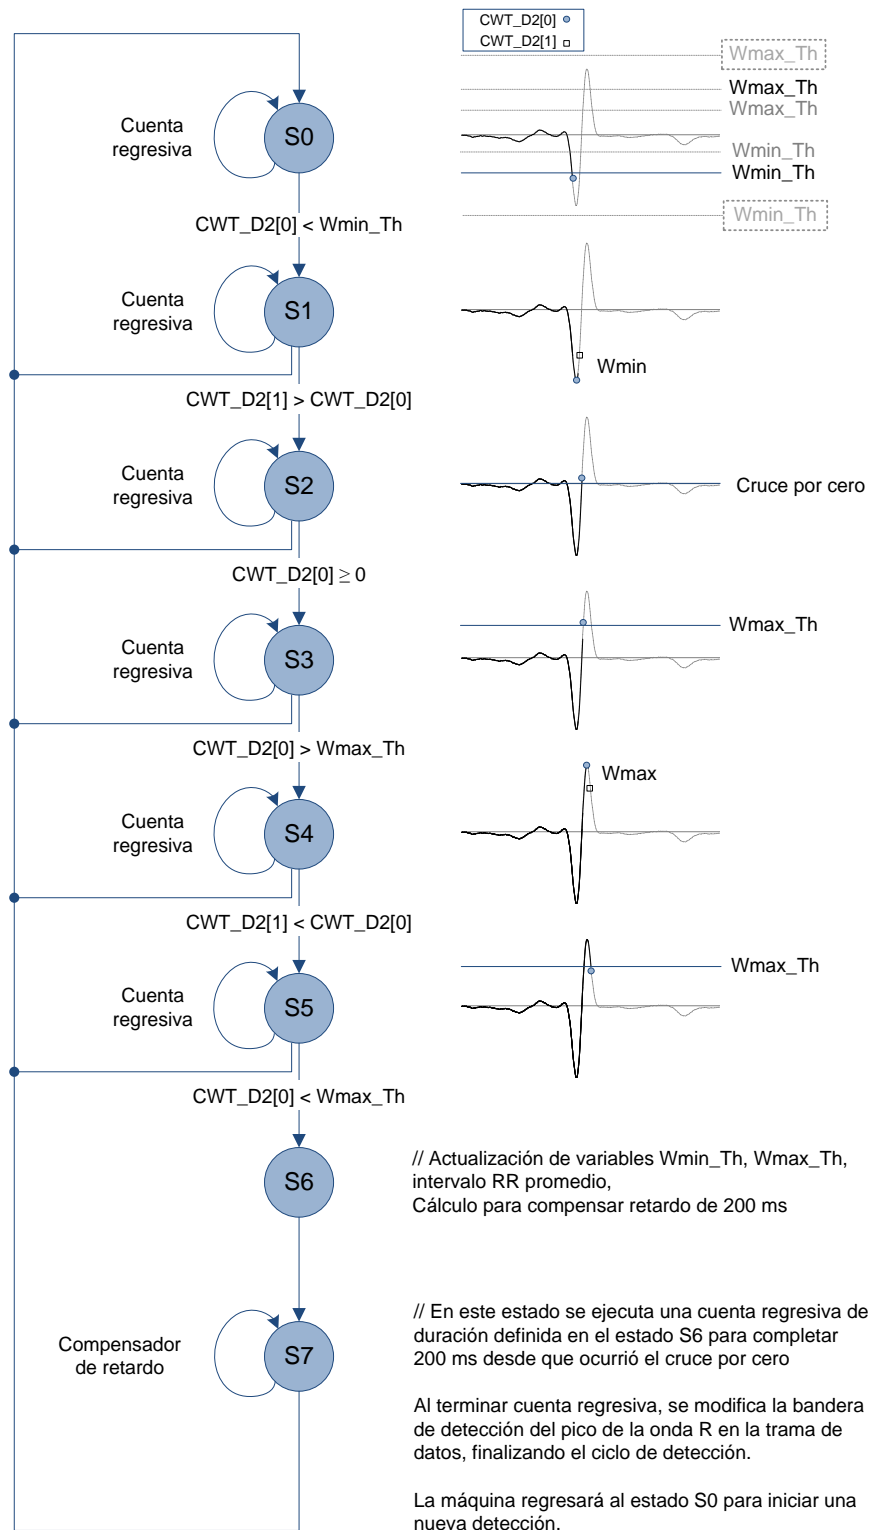 CWT_D2[0]
CWT_D2[1]
Wmax_Th
Wmax_Th
Wmax_Th
Wmin_Th
Wmin_Th
Wmin_Th
Cuenta
regresiva
S0
CWT_D2[0] < Wmin_Th
Cuenta
regresiva
S1
Wmin
CWT_D2[1] > CWT_D2[0]
Cuenta
regresiva
S2
Cruce por cero
CWT_D2[0] ≥ 0
Cuenta
regresiva
S3
Wmax_Th
CWT_D2[0] > Wmax_Th
Cuenta
regresiva
S4
Wmax
CWT_D2[1] < CWT_D2[0]
Cuenta
regresiva
S5
Wmax_Th
CWT_D2[0] < Wmax_Th
S6
// Actualización de variables Wmin_Th, Wmax_Th,
intervalo RR promedio,
Cálculo para compensar retardo de 200 ms
Compensador
de retardo
S7
// En este estado se ejecuta una cuenta regresiva de
duración definida en el estado S6 para completar
200 ms desde que ocurrió el cruce por cero
Al terminar cuenta regresiva, se modifica la bandera
de detección del pico de la onda R en la trama de
datos, finalizando el ciclo de detección.
La máquina regresará al estado S0 para iniciar una
nueva detección.